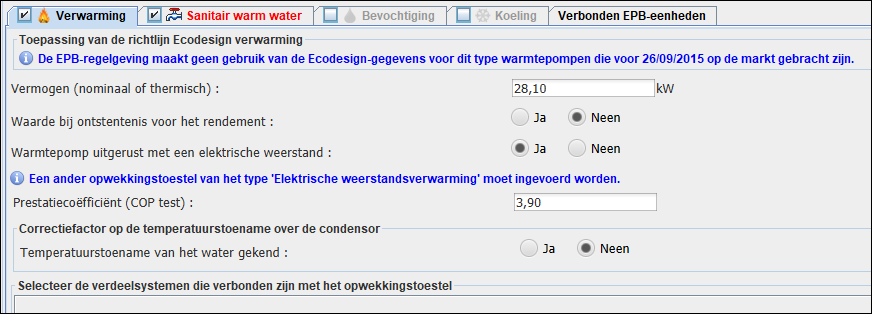 Verwarming Sanitair warm water Bevochtiging Koeling Verbonden EPB-eenheden
Toepassing van de richtlijn Ecodesign verwarming
De EPB-regelgeving maakt geen gebruik van de Ecodesign-gegevens voor dit type warmtepompen die voor 26/09/2015 op de markt gebracht zijn.
Vermogen (nominaal of thermisch) : 28,10 kW
Waarde bij ontstentenis voor het rendement : Ja Neen
Warmtepomp uitgerust met een elektrische weerstand : Ja Neen
Een ander opwekkingstoestel van het type 'Elektrische weerstandsverwarming' moet ingevoerd worden.
Prestatiecoëfficiënt (COP test) : 3,90
Correctiefactor op de temperatuurstoename over de condensor
Temperatuurstoename van het water gekend : Ja Neen
Selecteer de verdeelsystemen die verbonden zijn met het opwekkingstoestel